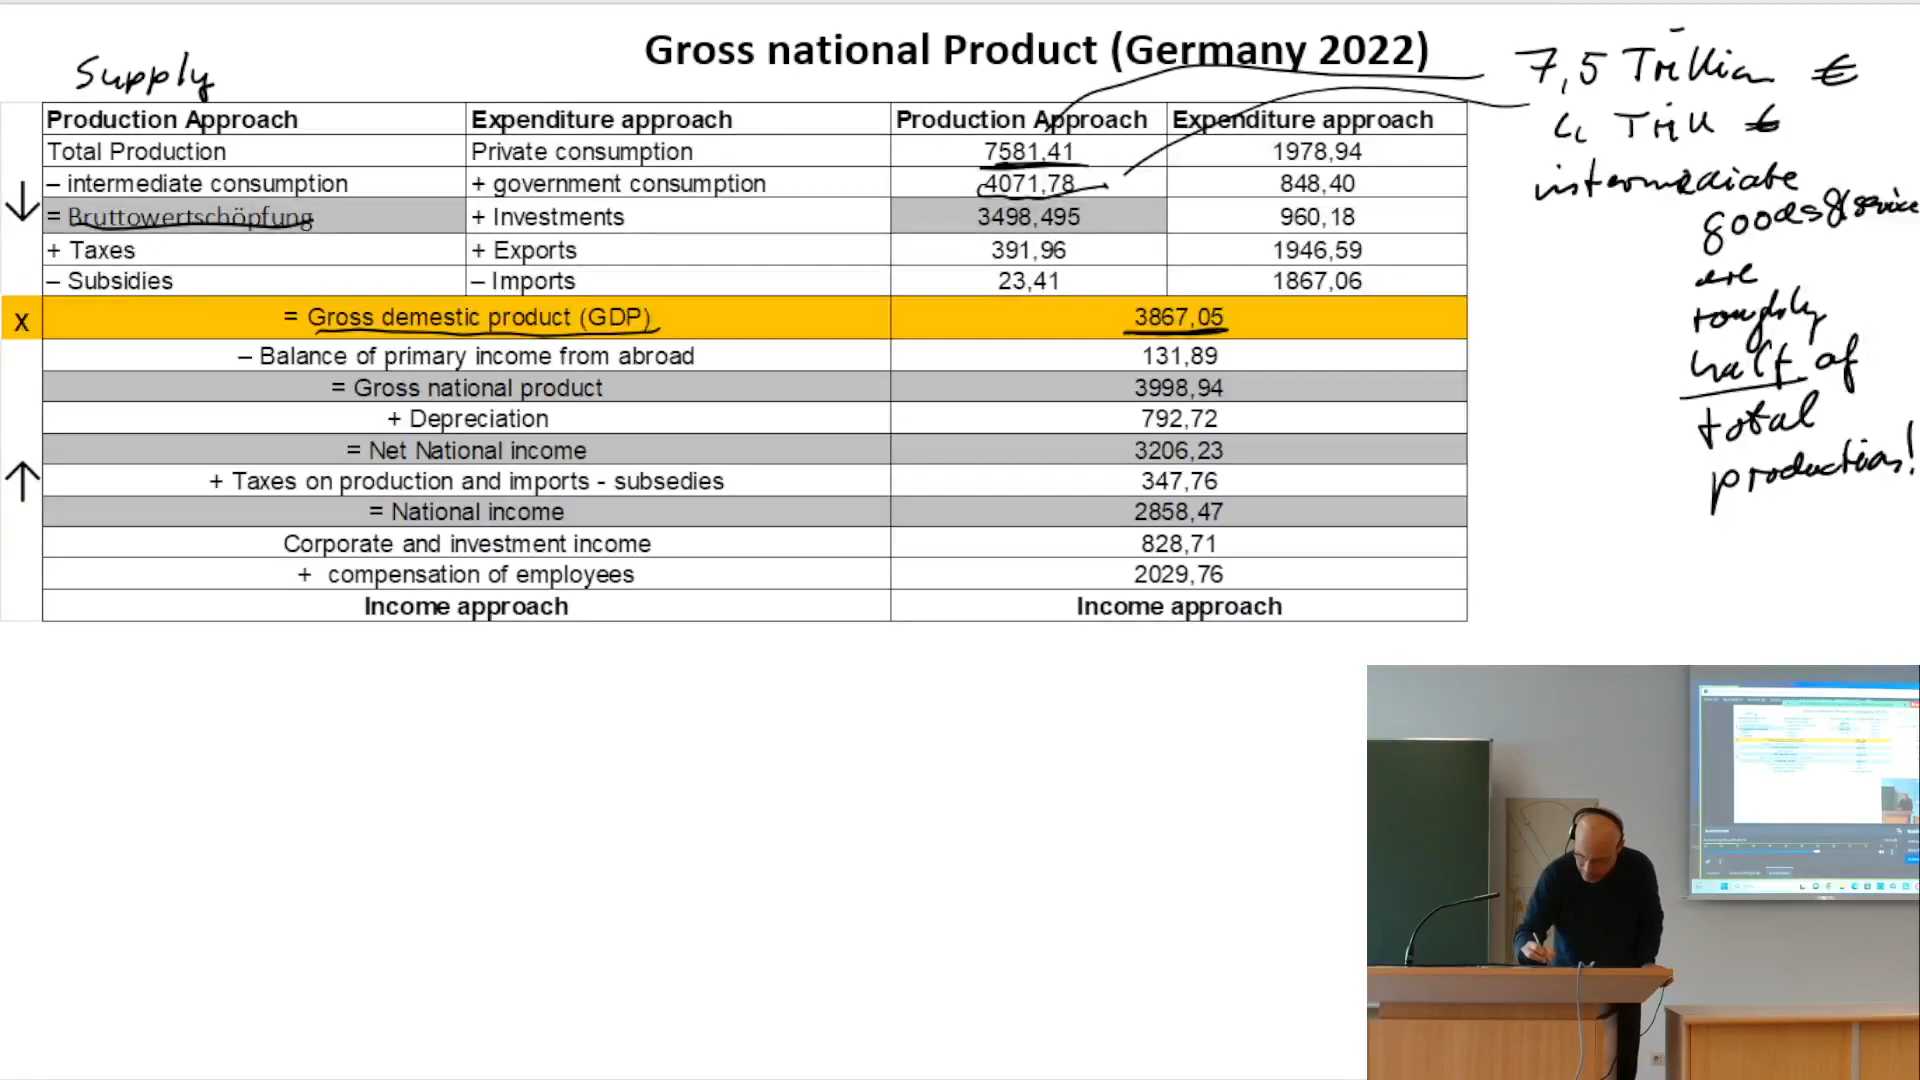 Gross national Product (Germany 2022)
Supply
7,5 Trillion €
4 Trill €
intermediate
goods & service
are
roughly
half of
total
production!
Production Approach Expenditure approach Production Approach Expenditure approach
Total Production Private consumption 7581,41 1978,94
– intermediate consumption + government consumption 4071,78 848,40
= Bruttowertschöpfung + Investments 3498,495 960,18
+ Taxes + Exports 391,96 1946,59
– Subsidies – Imports 23,41 1867,06
x = Gross demestic product (GDP) 3867,05
– Balance of primary income from abroad 131,89
= Gross national product 3998,94
+ Depreciation 792,72
= Net National income 3206,23
+ Taxes on production and imports - subsedies 347,76
= National income 2858,47
Corporate and investment income 828,71
+ compensation of employees 2029,76
Income approach Income approach